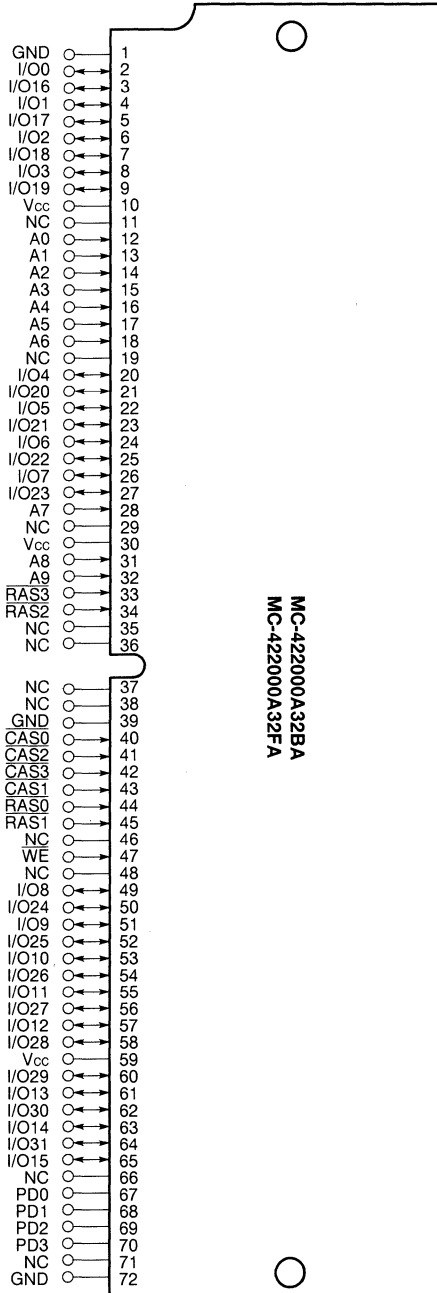 GND 1
I/O0 2
I/O16 3
I/O1 4
I/O17 5
I/O2 6
I/O18 7
I/O3 8
I/O19 9
Vcc 10
NC 11
A0 12
A1 13
A2 14
A3 15
A4 16
A5 17
A6 18
NC 19
I/O4 20
I/O20 21
I/O5 22
I/O21 23
I/O6 24
I/O22 25
I/O7 26
I/O23 27
A7 28
NC 29
Vcc 30
A8 31
A9 32
RAS3 33
RAS2 34
NC 35
NC 36
NC 37
NC 38
GND 39
CAS0 40
CAS2 41
CAS3 42
CAS1 43
RAS0 44
RAS1 45
NC 46
WE 47
NC 48
I/O8 49
I/O24 50
I/O9 51
I/O25 52
I/O10 53
I/O26 54
I/O11 55
I/O27 56
I/O12 57
I/O28 58
Vcc 59
I/O29 60
I/O13 61
I/O30 62
I/O14 63
I/O31 64
I/O15 65
NC 66
PD0 67
PD1 68
PD2 69
PD3 70
NC 71
GND 72
MC-422000A32BA
MC-422000A32FA